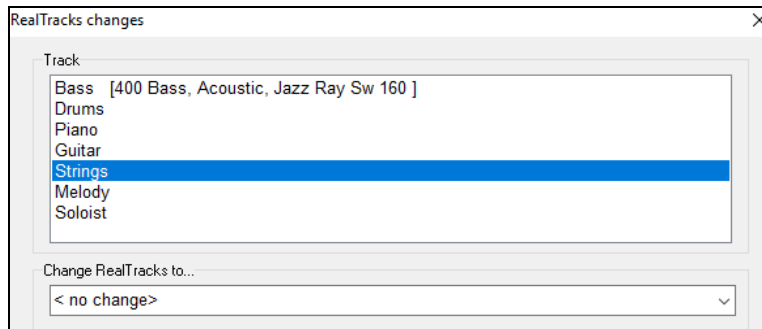 RealTracks changes
Track
Bass [400 Bass, Acoustic, Jazz Ray Sw 160 ]
Drums
Piano
Guitar
Strings
Melody
Soloist
Change RealTracks to...
< no change>